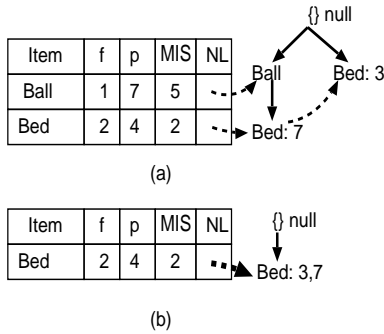 {} null
Item f p MIS NL
Ball 1 7 5
Bed 2 4 2
Ball
Bed: 3
Bed: 7
(a)
Item f p MIS NL
Bed 2 4 2
{} null
Bed: 3,7
(b)